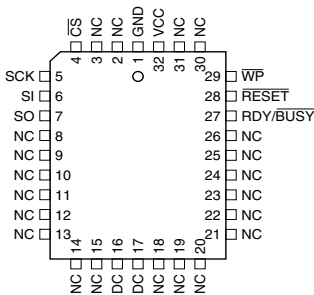 CS NC NC GND VCC NC NC
4 3 2 1 32 31 30
SCK 5 29 WP
SI 6 28 RESET
SO 7 27 RDY/BUSY
NC 8 26 NC
NC 9 25 NC
NC 10 24 NC
NC 11 23 NC
NC 12 22 NC
NC 13 21 NC
14 15 16 17 18 19 20
NC NC DC DC NC NC NC